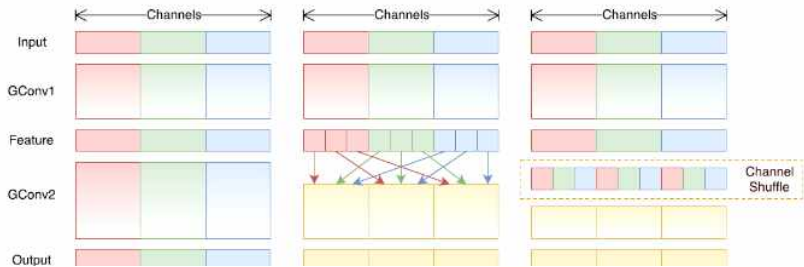 Channels Channels Channels
Input
GConv1
Feature
GConv2
Channel
Shuffle
Output